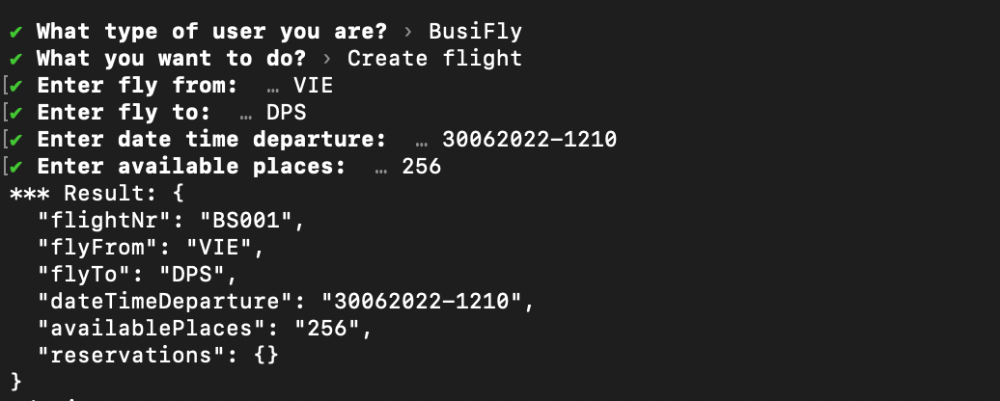 ✔ What type of user you are? › BusiFly
✔ What you want to do? › Create flight
[✔ Enter fly from:  … VIE
[✔ Enter fly to:  … DPS
[✔ Enter date time departure:  … 30062022-1210
[✔ Enter available places:  … 256
*** Result: {
  "flightNr": "BS001",
  "flyFrom": "VIE",
  "flyTo": "DPS",
  "dateTimeDeparture": "30062022-1210",
  "availablePlaces": "256",
  "reservations": {}
}